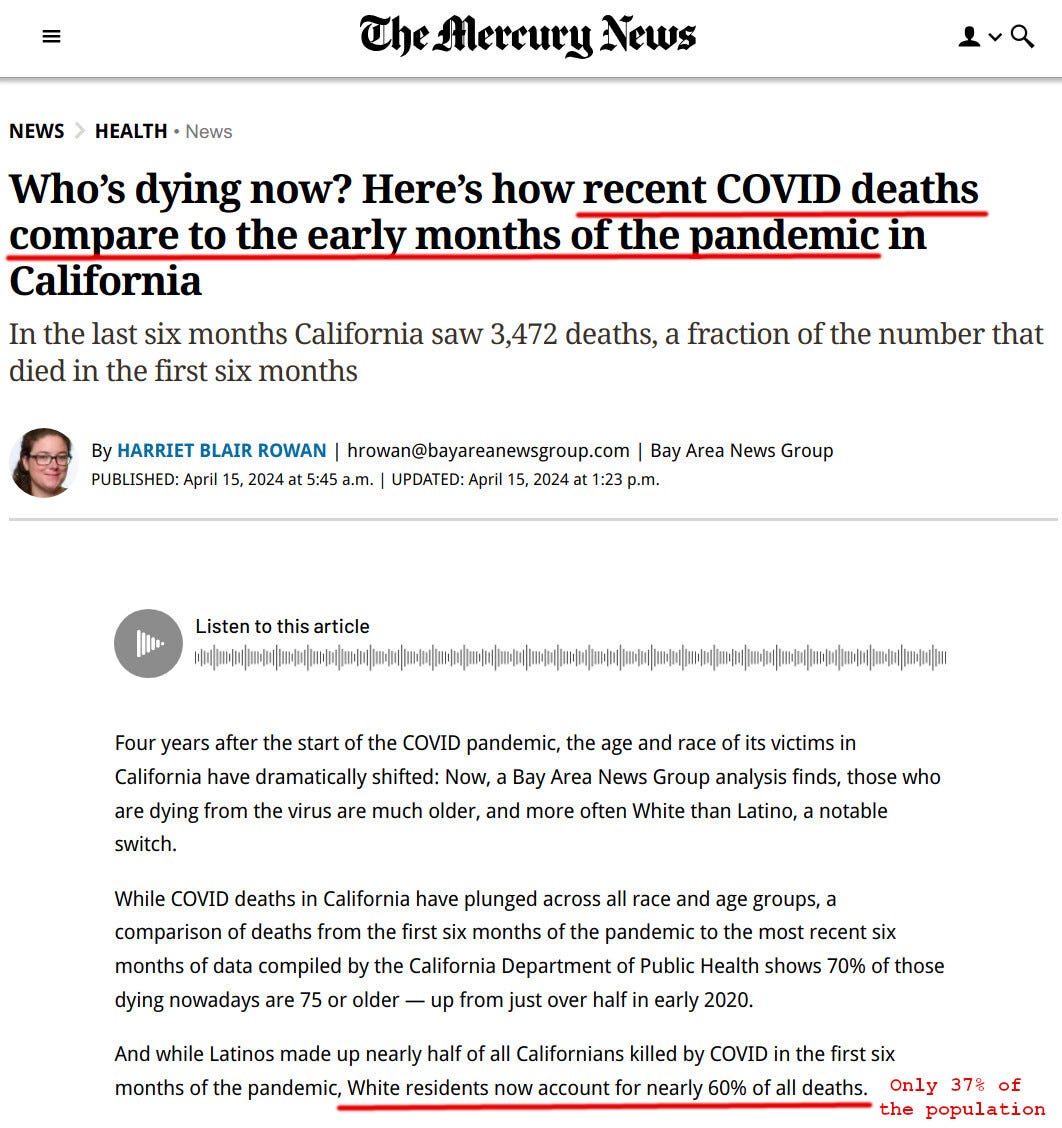 The Mercury News
NEWS HEALTH • News
Who's dying now? Here's how recent COVID deaths
compare to the early months of the pandemic in
California
In the last six months California saw 3,472 deaths, a fraction of the number that
died in the first six months
By HARRIET BLAIR ROWAN | hrowan@bayareanewsgroup.com | Bay Area News Group
PUBLISHED: April 15, 2024 at 5:45 a.m. | UPDATED: April 15, 2024 at 1:23 p.m.
Listen to this article
Four years after the start of the COVID pandemic, the age and race of its victims in
California have dramatically shifted: Now, a Bay Area News Group analysis finds, those who
are dying from the virus are much older, and more often White than Latino, a notable
switch.
While COVID deaths in California have plunged across all race and age groups, a
comparison of deaths from the first six months of the pandemic to the most recent six
months of data compiled by the California Department of Public Health shows 70% of those
dying nowadays are 75 or older — up from just over half in early 2020.
And while Latinos made up nearly half of all Californians killed by COVID in the first six
months of the pandemic, White residents now account for nearly 60% of all deaths.
Only 37% of
the population